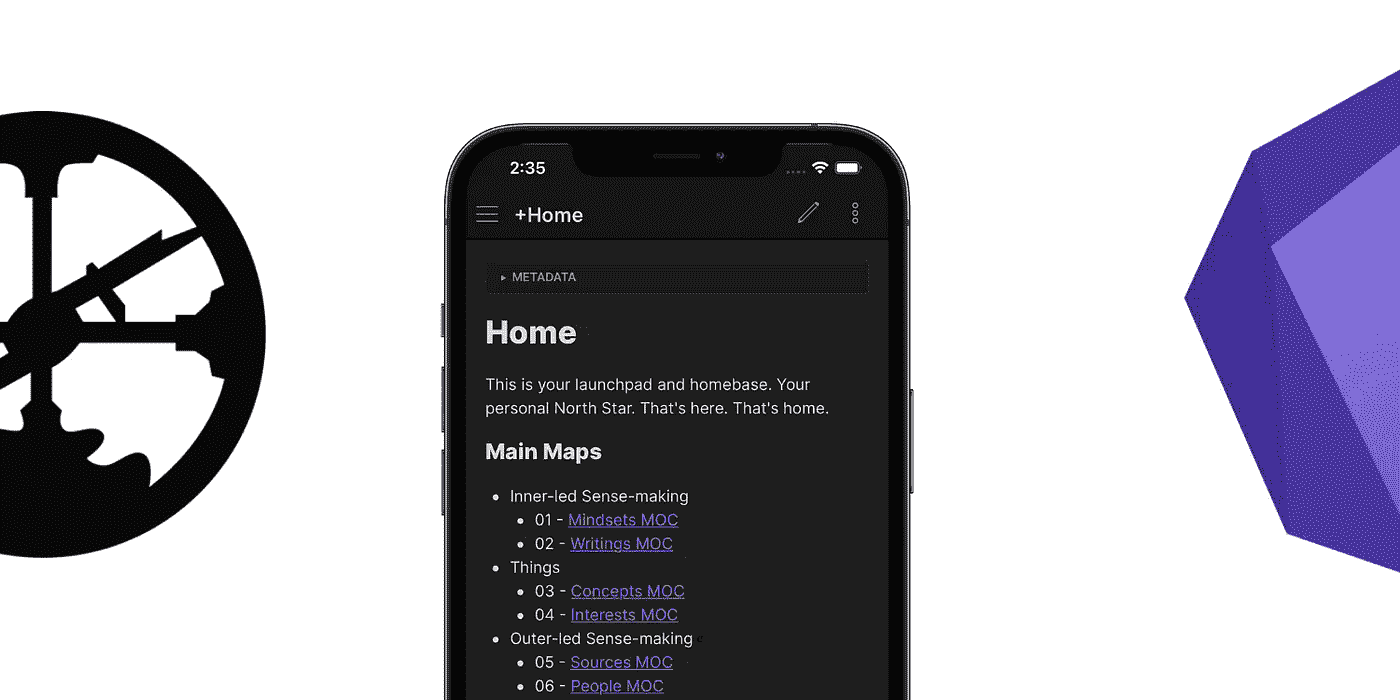 2:35
+Home
METADATA
Home
This is your launchpad and homebase. Your
personal North Star. That's here. That's home.
Main Maps
Inner-led Sense-making
01 - Mindsets MOC
02 - Writings MOC
Things
03 - Concepts MOC
04 - Interests MOC
Outer-led Sense-making
05 - Sources MOC
06 - People MOC